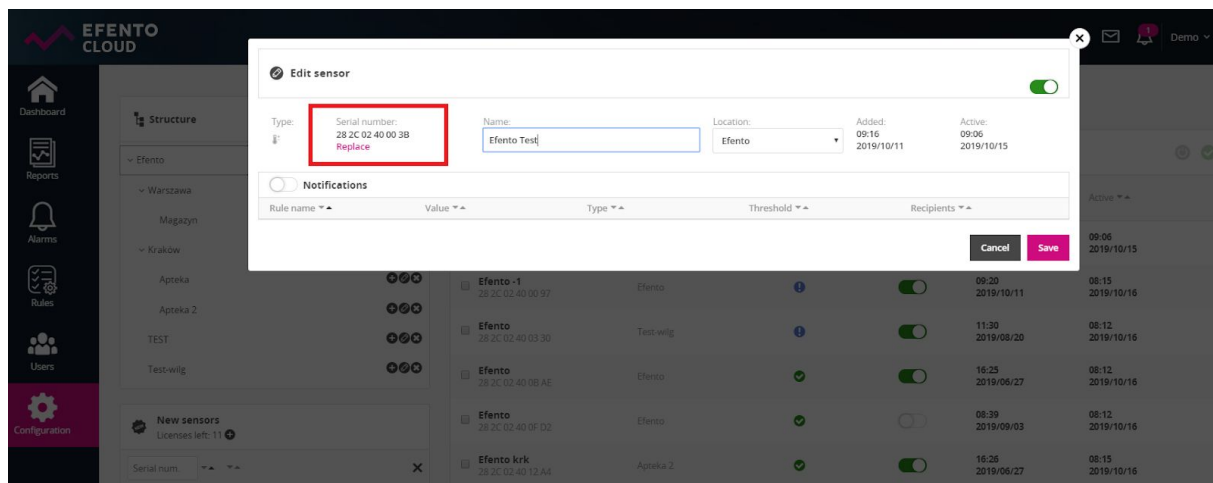 EFENTO
CLOUD
1
Demo
Dashboard
Reports
Alarms
Rules
Users
Configuration
Structure
Efento
Warszawa
Magazyn
Kraków
Apteka
Apteka 2
TEST
Test-wilg
New sensors
Licenses left: 11
Serial num.
Edit sensor
Type:
Serial number:
28 2C 02 40 00 3B
Replace
Name:
Efento Test
Location:
Efento
Added:
09:16
2019/10/11
Active:
09:06
2019/10/15
Notifications
Rule name
Value
Type
Threshold
Recipients
Cancel
Save
Active
09:06
2019/10/15
Efento -1
28 2C 02 40 00 97
Efento
09:20
2019/10/11
08:15
2019/10/16
Efento
28 2C 02 40 03 30
Test-wilg
11:30
2019/08/20
08:12
2019/10/16
Efento
28 2C 02 40 0B AE
Efento
16:25
2019/06/27
08:12
2019/10/16
Efento
28 2C 02 40 0F D2
Efento
08:39
2019/09/03
08:12
2019/10/16
Efento krk
28 2C 02 40 12 A4
Apteka 2
16:26
2019/06/27
08:15
2019/10/16